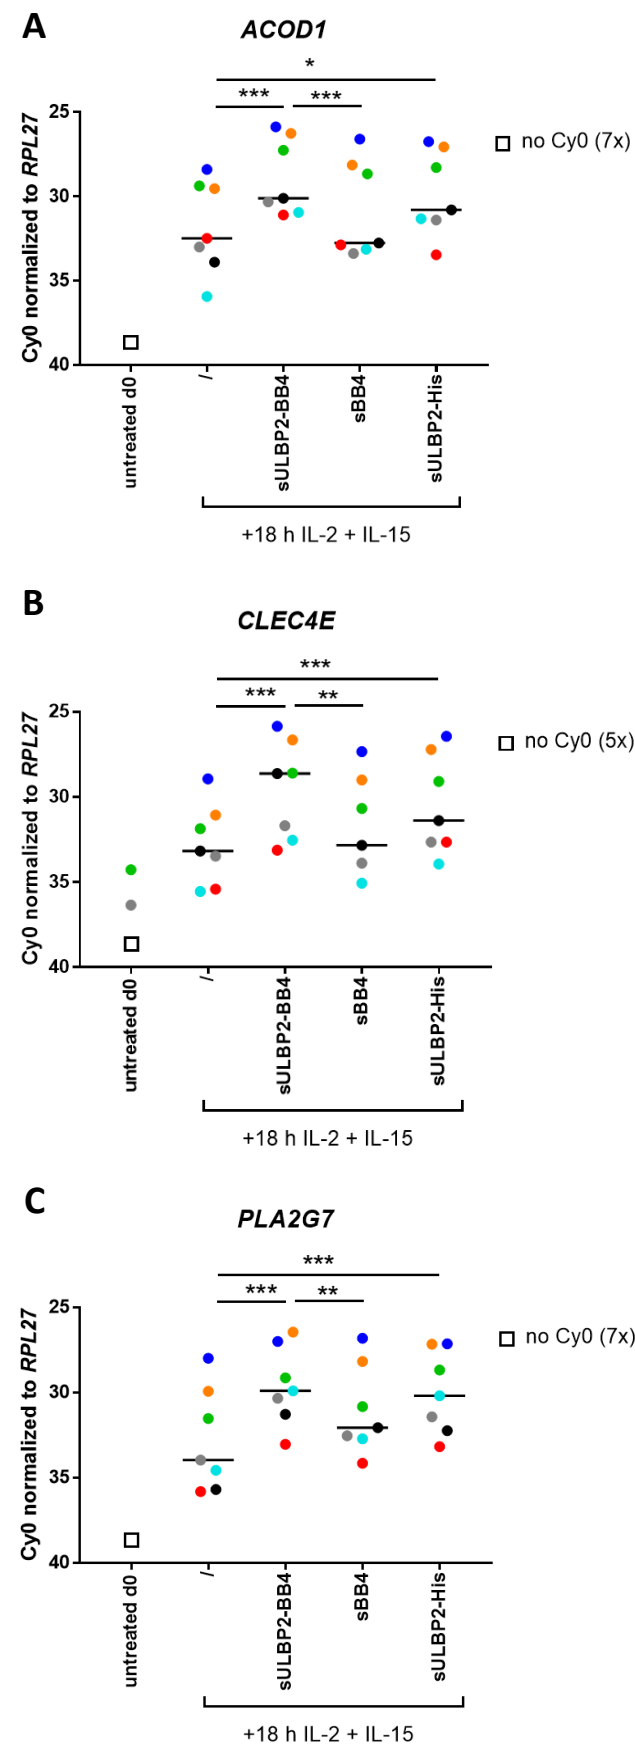 A
ACOD1
*
*** ***
25
30
35
40
Cy0 normalized to RPL27
no Cy0 (7x)
untreated d0
/
sULBP2-BB4
sBB4
sULBP2-His
+18 h IL-2 + IL-15
B
CLEC4E
***
*** **
25
30
35
40
Cy0 normalized to RPL27
no Cy0 (5x)
untreated d0
/
sULBP2-BB4
sBB4
sULBP2-His
+18 h IL-2 + IL-15
C
PLA2G7
***
*** **
25
30
35
40
Cy0 normalized to RPL27
no Cy0 (7x)
untreated d0
/
sULBP2-BB4
sBB4
sULBP2-His
+18 h IL-2 + IL-15